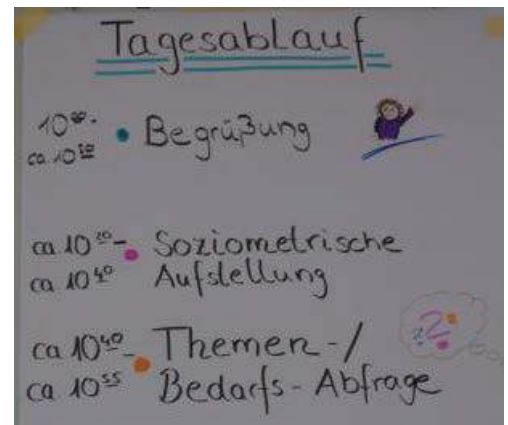 Tagesablauf
10⁰⁰-
ca. 10²⁰ • Begrüßung
ca 10²⁰- • Soziometrische
ca 10⁴⁰ Aufstellung
ca 10⁴⁰- • Themen-/
ca 10⁵⁵ Bedarfs-Abfrage
???